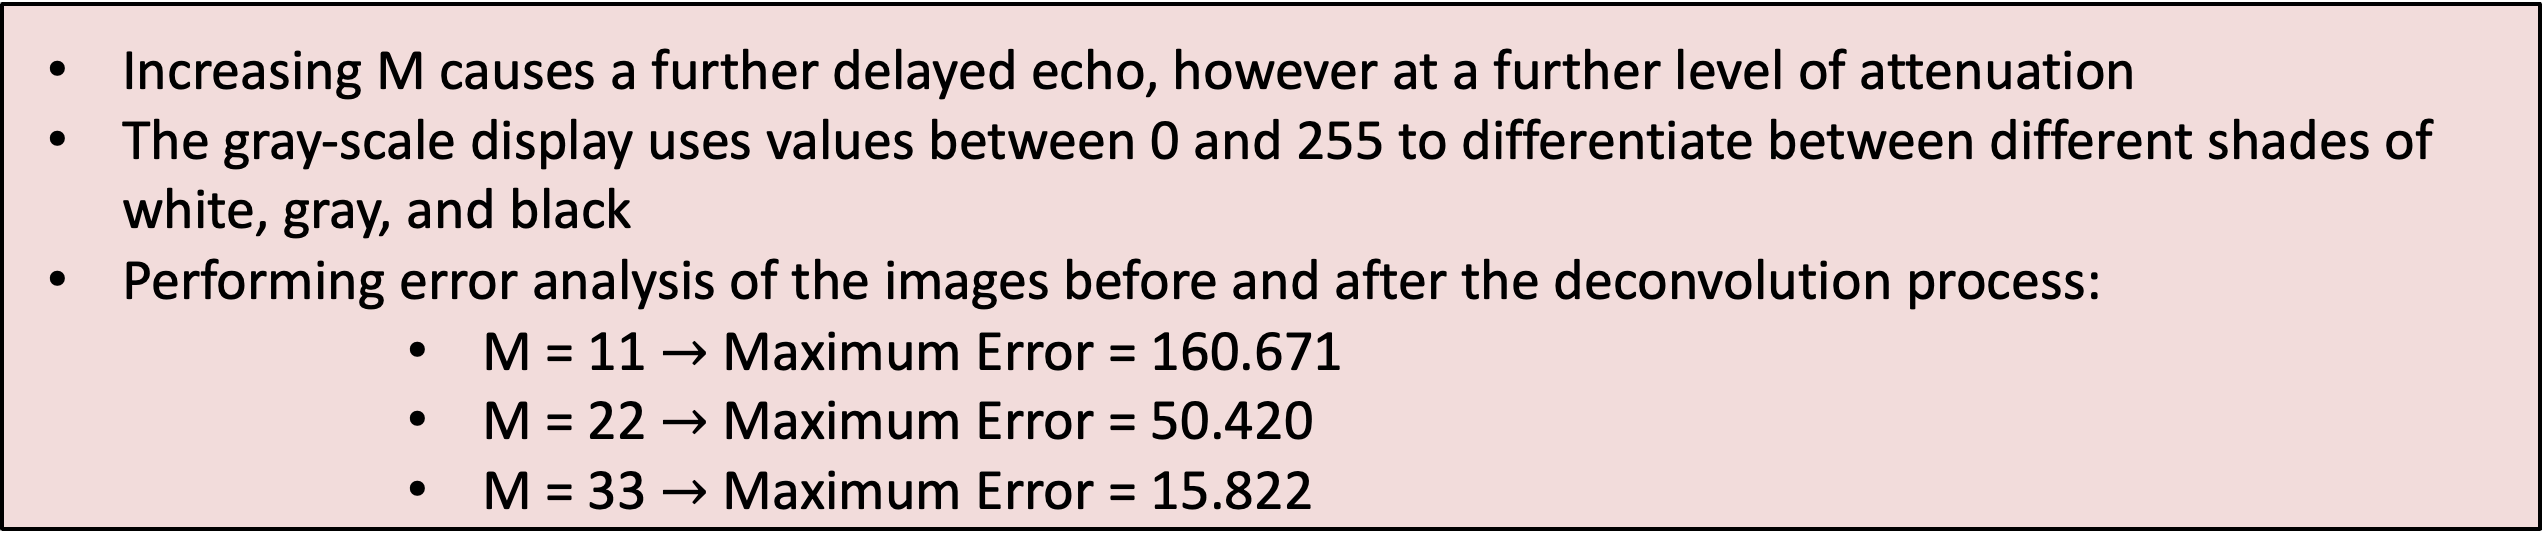 • Increasing M causes a further delayed echo, however at a further level of attenuation
• The gray-scale display uses values between 0 and 255 to differentiate between different shades of
white, gray, and black
• Performing error analysis of the images before and after the deconvolution process:
• M = 11 → Maximum Error = 160.671
• M = 22 → Maximum Error = 50.420
• M = 33 → Maximum Error = 15.822